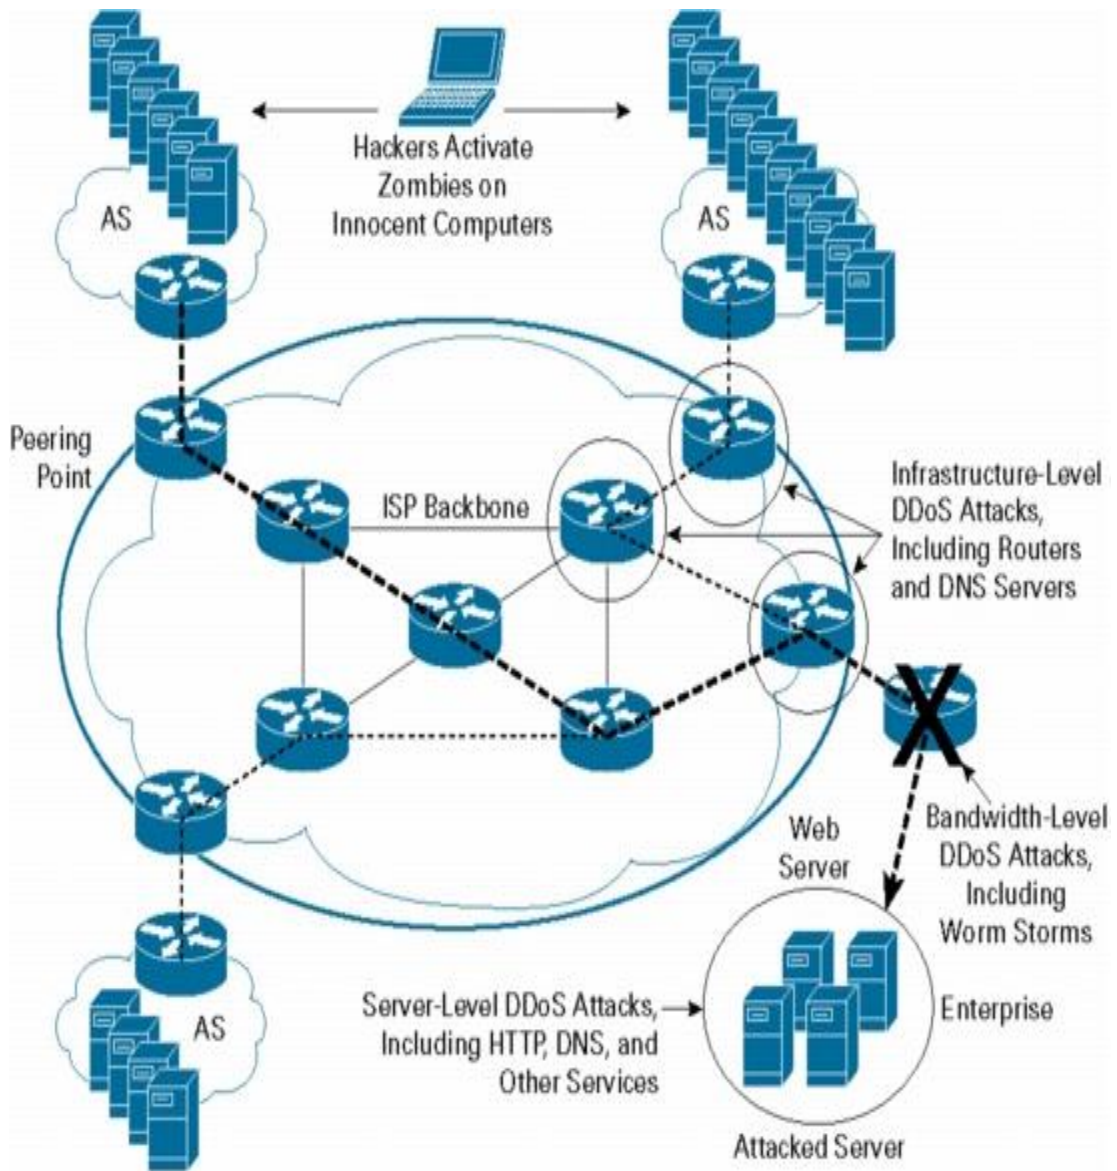 Hackers Activate
Zombies on
Innocent Computers
AS
AS
Peering
Point
ISP Backbone
Infrastructure-Level
DDoS Attacks,
Including Routers
and DNS Servers
X
Web
Server
Bandwidth-Level
DDoS Attacks,
Including
Worm Storms
Server-Level DDoS Attacks,
Including HTTP, DNS, and
Other Services
Enterprise
AS
Attacked Server